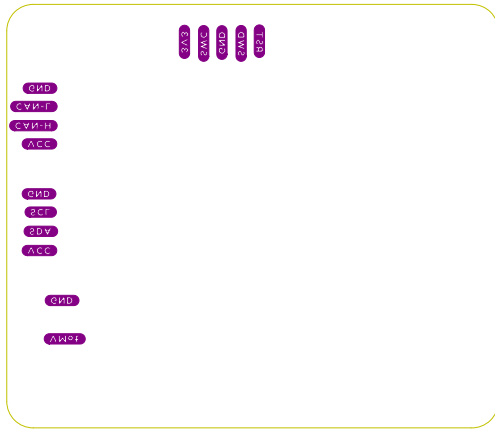 3V3
SWC
GND
SWD
RST
GND
CAN-L
CAN-H
VCC
GND
SCL
SDA
VCC
GND
VMot